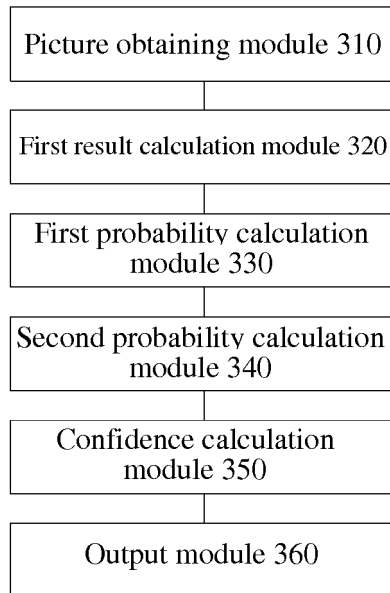 Picture obtaining module 310
First result calculation module 320
First probability calculation
module 330
Second probability calculation
module 340
Confidence calculation
module 350
Output module 360